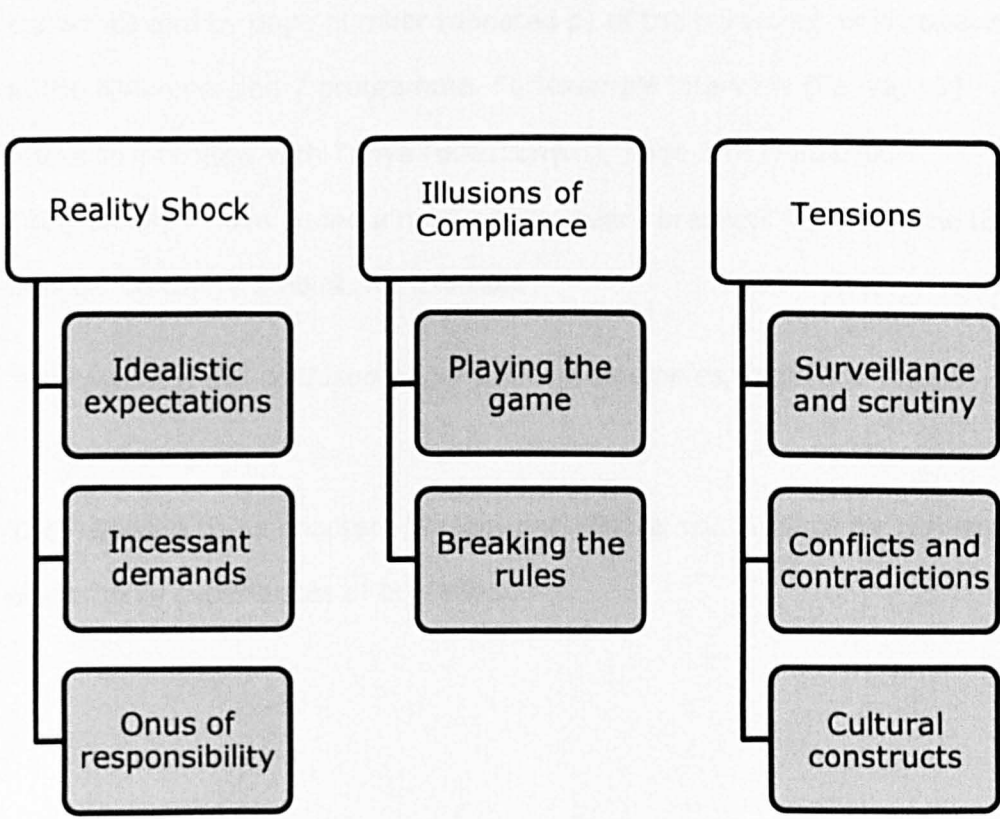 Reality Shock
Idealistic
expectations
Incessant
demands
Onus of
responsibility
Illusions of
Compliance
Playing the
game
Breaking the
rules
Tensions
Surveillance
and scrutiny
Conflicts and
contradictions
Cultural
constructs